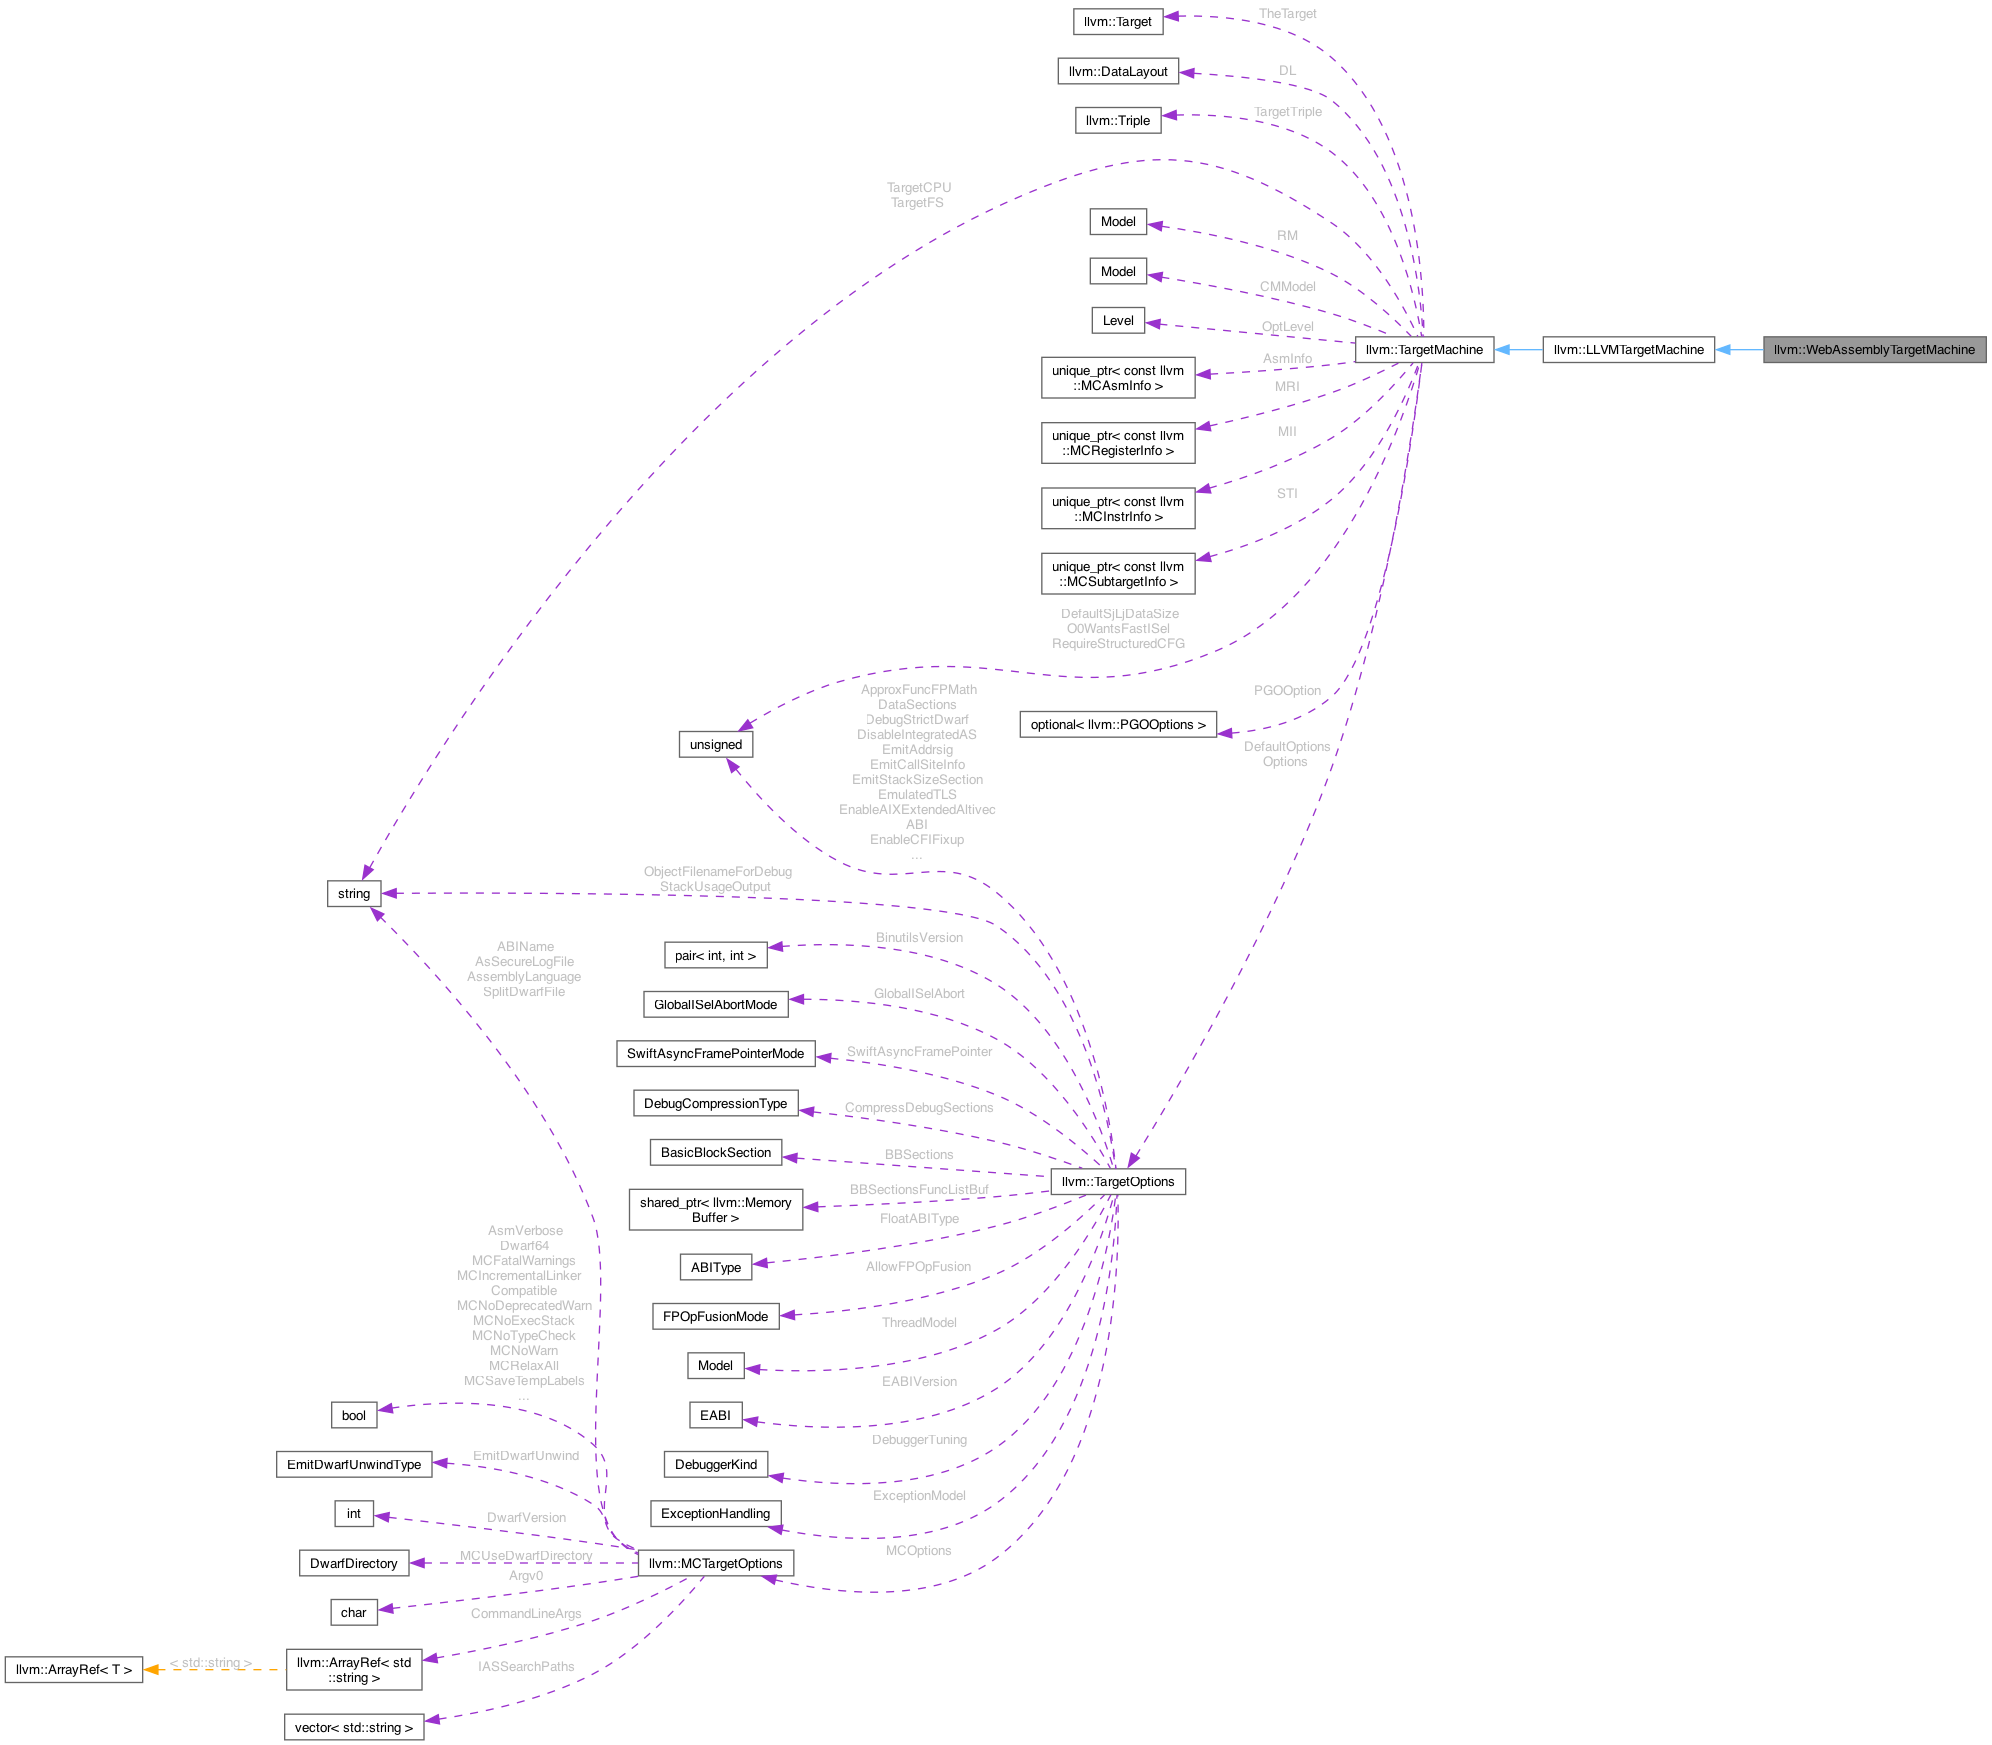 llvm::Target
TheTarget
llvm::DataLayout
DL
llvm::Triple
TargetTriple
TargetCPU
TargetFS
Model
RM
Model
CMModel
Level
OptLevel
llvm::TargetMachine
llvm::LLVMTargetMachine
llvm::WebAssemblyTargetMachine
unique_ptr< const llvm
::MCAsmInfo >
AsmInfo
unique_ptr< const llvm
::MCRegisterInfo >
MRI
unique_ptr< const llvm
::MCInstrInfo >
MII
unique_ptr< const llvm
::MCSubtargetInfo >
STI
DefaultSjLjDataSize
O0WantsFastISel
RequireStructuredCFG
optional< llvm::PGOOptions >
PGOOption
DefaultOptions
Options
unsigned
ApproxFuncFPMath
DataSections
DebugStrictDwarf
DisableIntegratedAS
EmitAddrsig
EmitCallSiteInfo
EmitStackSizeSection
EmulatedTLS
EnableAIXExtendedAltivec
ABI
EnableCFIFixup
...
string
ObjectFilenameForDebug
StackUsageOutput
ABIName
AsSecureLogFile
AssemblyLanguage
SplitDwarfFile
pair< int, int >
BinutilsVersion
GlobalISelAbortMode
GlobalISelAbort
SwiftAsyncFramePointerMode
SwiftAsyncFramePointer
DebugCompressionType
CompressDebugSections
BasicBlockSection
BBSections
llvm::TargetOptions
shared_ptr< llvm::Memory
Buffer >
BBSectionsFuncListBuf
ABIType
FloatABIType
FPOpFusionMode
AllowFPOpFusion
Model
ThreadModel
EABI
EABIVersion
DebuggerKind
DebuggerTuning
ExceptionHandling
ExceptionModel
MCOptions
AsmVerbose
Dwarf64
MCFatalWarnings
MCIncrementalLinker
Compatible
MCNoDeprecatedWarn
MCNoExecStack
MCNoTypeCheck
MCNoWarn
MCRelaxAll
MCSaveTempLabels
...
bool
EmitDwarfUnwindType
EmitDwarfUnwind
int
DwarfVersion
DwarfDirectory
MCUseDwarfDirectory
llvm::MCTargetOptions
char
Argv0
llvm::ArrayRef< T >
< std::string >
llvm::ArrayRef< std
::string >
CommandLineArgs
vector< std::string >
IASSearchPaths